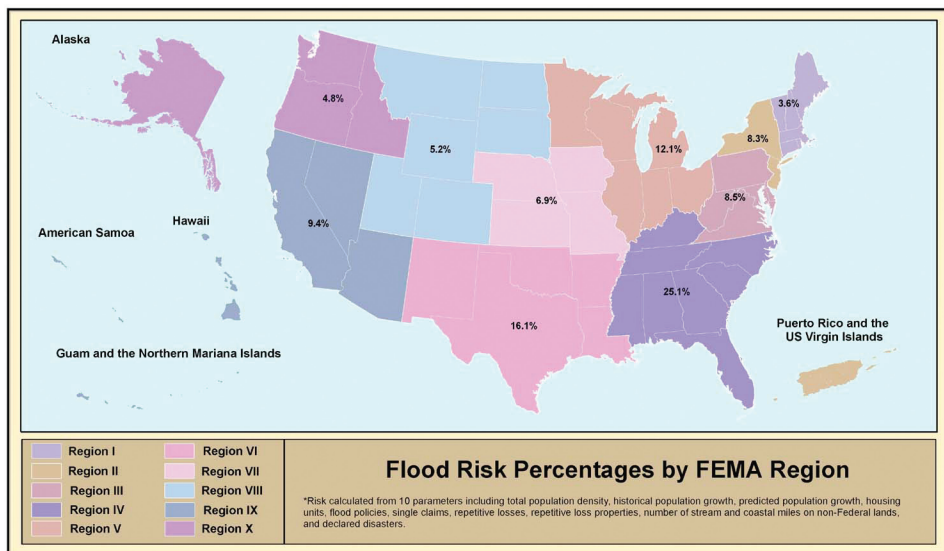 Alaska
Hawaii
American Samoa
Guam and the Northern Mariana Islands
Puerto Rico and the
US Virgin Islands
4.8%
5.2%
9.4%
6.9%
16.1%
12.1%
25.1%
8.5%
8.3%
3.6%
Region I
Region II
Region III
Region IV
Region V
Region VI
Region VII
Region VIII
Region IX
Region X
Flood Risk Percentages by FEMA Region
*Risk calculated from 10 parameters including total population density, historical population growth, predicted population growth, housing
units, flood policies, single claims, repetitive losses, repetitive loss properties, number of stream and coastal miles on non-Federal lands,
and declared disasters.